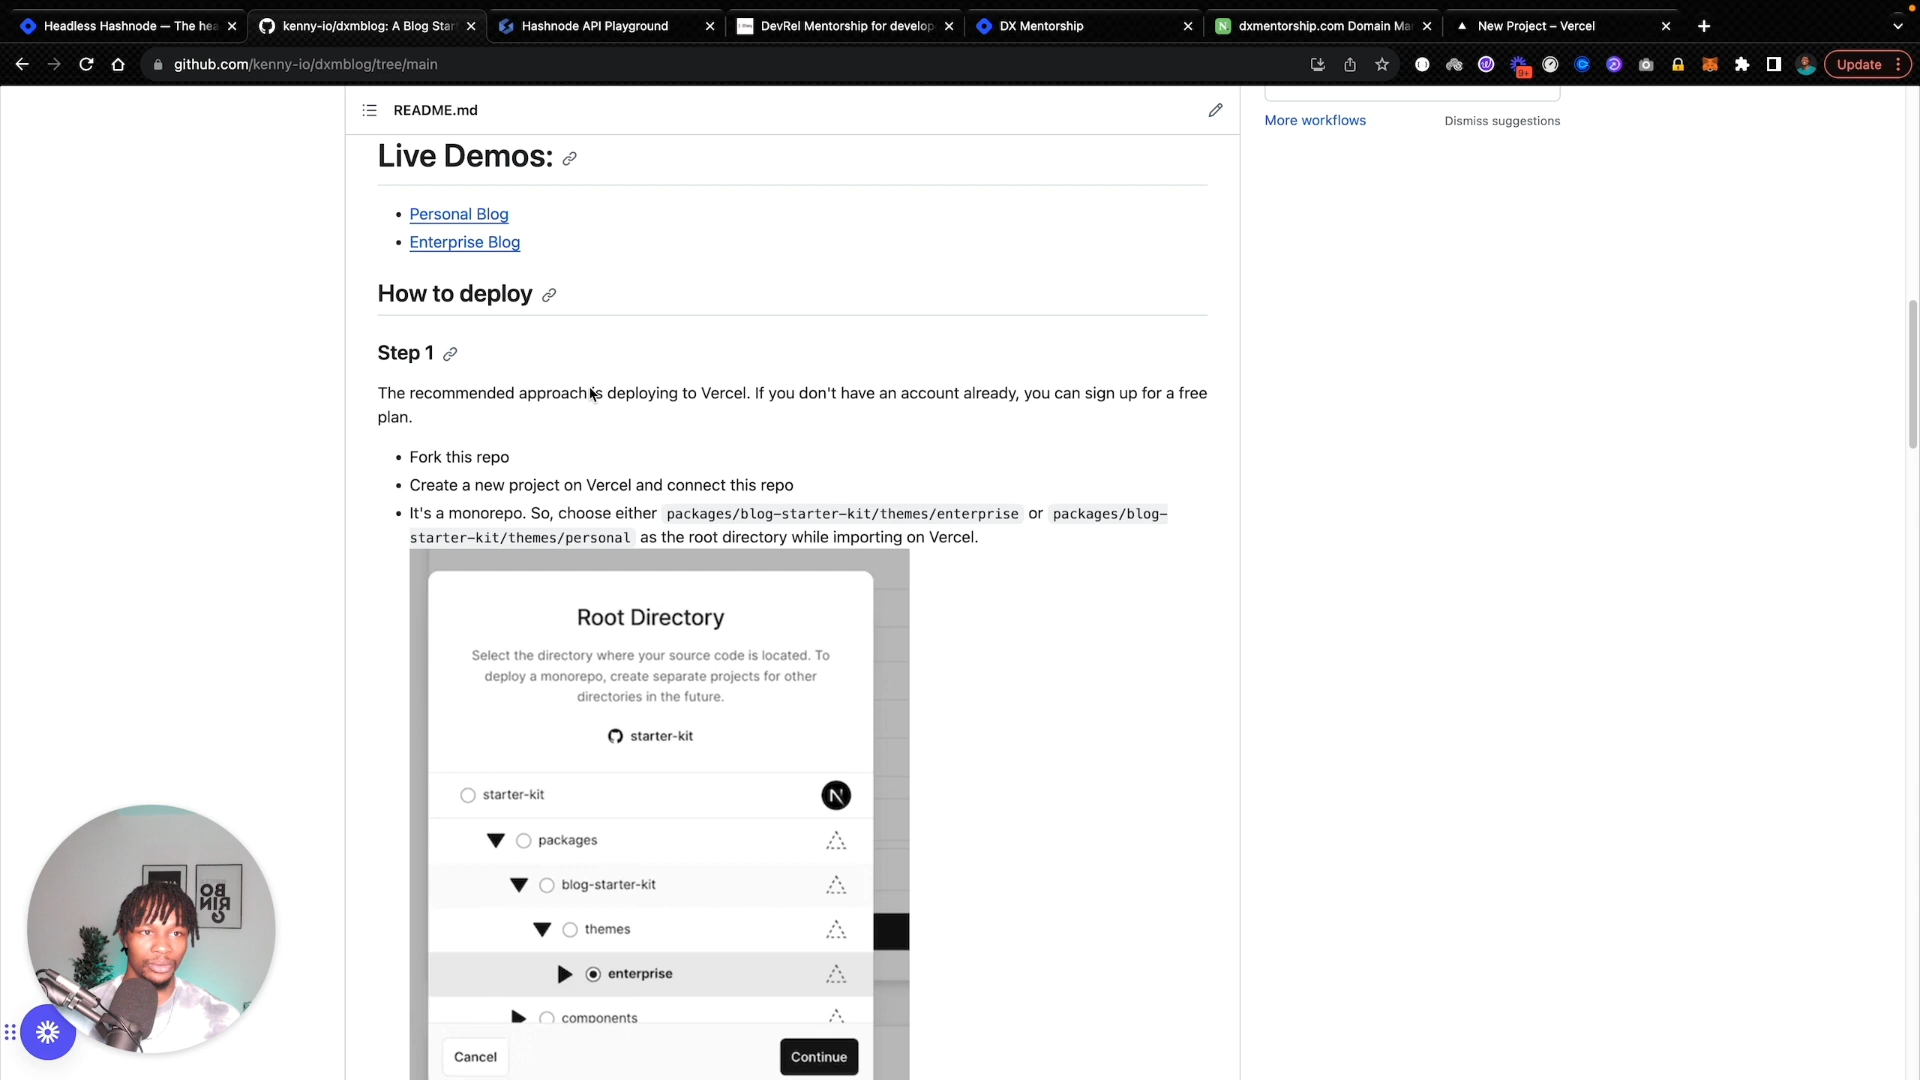 Headless Hashnode — The hea
kenny-io/dxmblog: A Blog Star
Hashnode API Playground
DevRel Mentorship for develop
DX Mentorship
dxmentorship.com Domain Ma
New Project – Vercel
github.com/kenny-io/dxmblog/tree/main
9+
Update
README.md
More workflows
Dismiss suggestions
Live Demos:
Personal Blog
Enterprise Blog
How to deploy
Step 1
The recommended approach is deploying to Vercel. If you don't have an account already, you can sign up for a free
plan.
Fork this repo
Create a new project on Vercel and connect this repo
It's a monorepo. So, choose either packages/blog-starter-kit/themes/enterprise or packages/blog-
starter-kit/themes/personal as the root directory while importing on Vercel.
Root Directory
Select the directory where your source code is located. To
deploy a monorepo, create separate projects for other
directories in the future.
starter-kit
starter-kit
N
packages
blog-starter-kit
themes
enterprise
components
Cancel
Continue